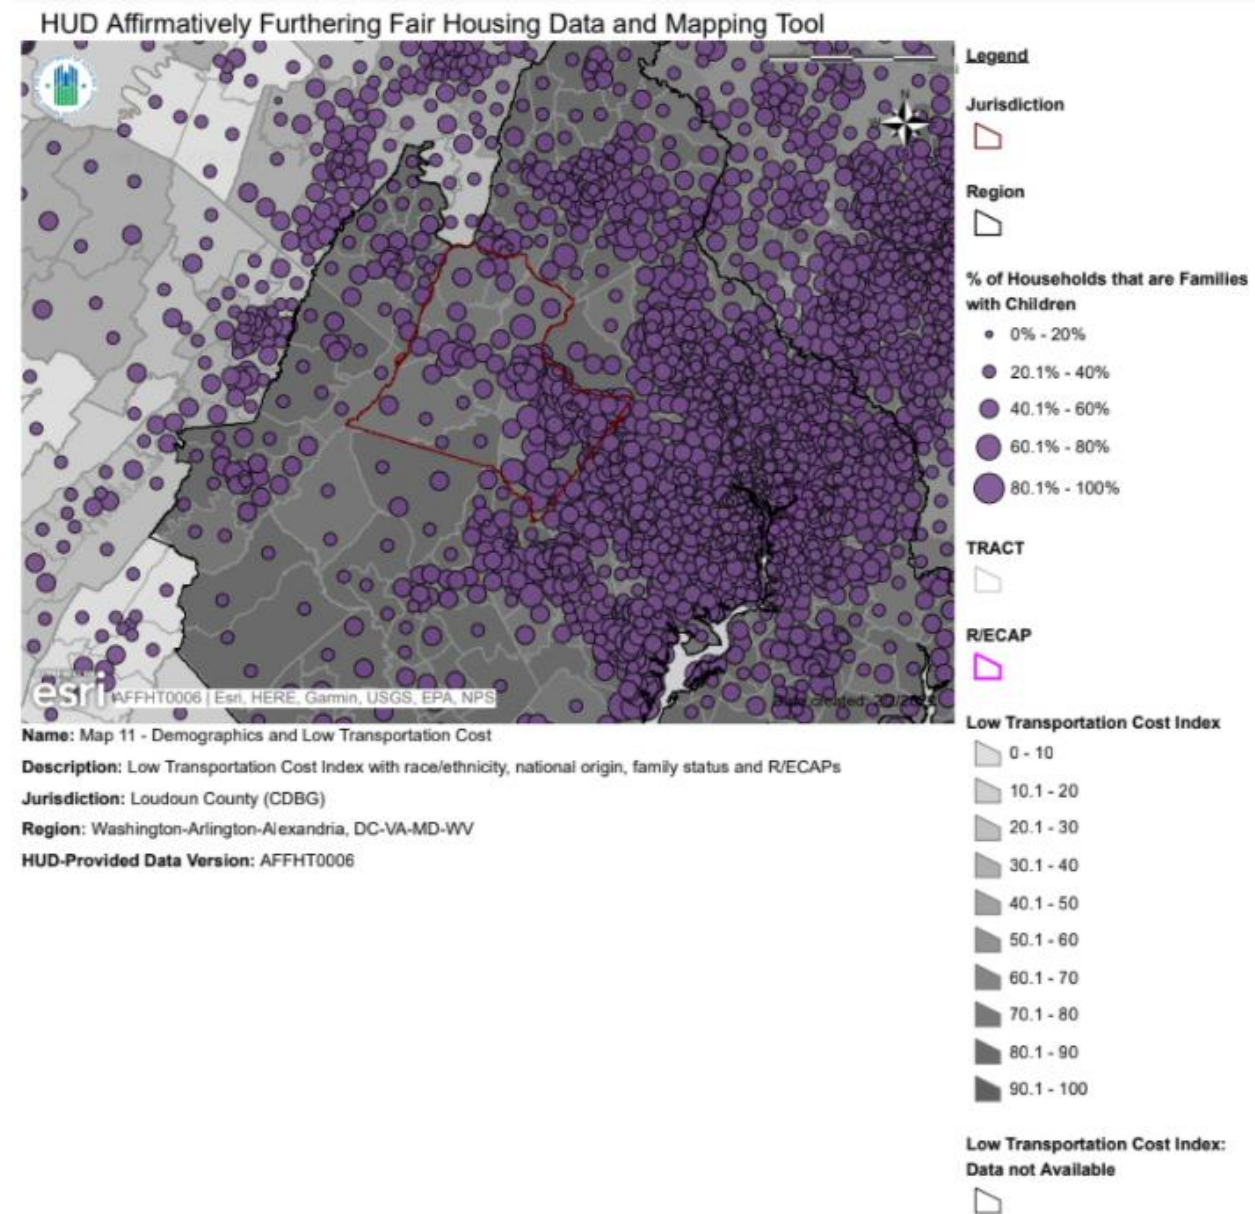 HUD Affirmatively Furthering Fair Housing Data and Mapping Tool
N
esri
AFFHT0006 | Esri, HERE, Garmin, USGS, EPA, NPS
Name: Map 11 - Demographics and Low Transportation Cost
Description: Low Transportation Cost Index with race/ethnicity, national origin, family status and R/ECAPs
Jurisdiction: Loudoun County (CDBG)
Region: Washington-Arlington-Alexandria, DC-VA-MD-WV
HUD-Provided Data Version: AFFHT0006
Legend
Jurisdiction
Region
% of Households that are Families
with Children
0% - 20%
20.1% - 40%
40.1% - 60%
60.1% - 80%
80.1% - 100%
TRACT
R/ECAP
Low Transportation Cost Index
0 - 10
10.1 - 20
20.1 - 30
30.1 - 40
40.1 - 50
50.1 - 60
60.1 - 70
70.1 - 80
80.1 - 90
90.1 - 100
Low Transportation Cost Index:
Data not Available